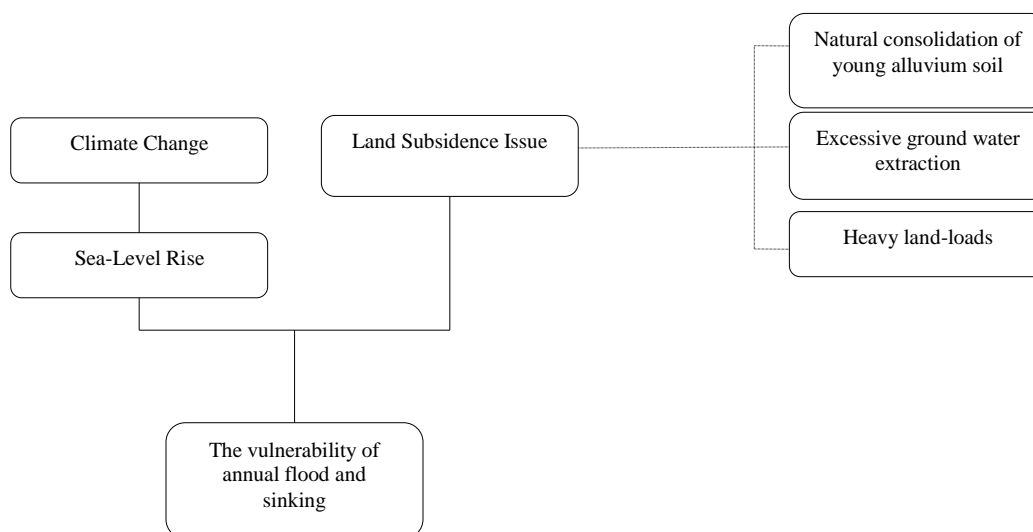 Natural consolidation of
young alluvium soil
Climate Change
Land Subsidence Issue
Excessive ground water
extraction
Sea-Level Rise
Heavy land-loads
The vulnerability of
annual flood and
sinking